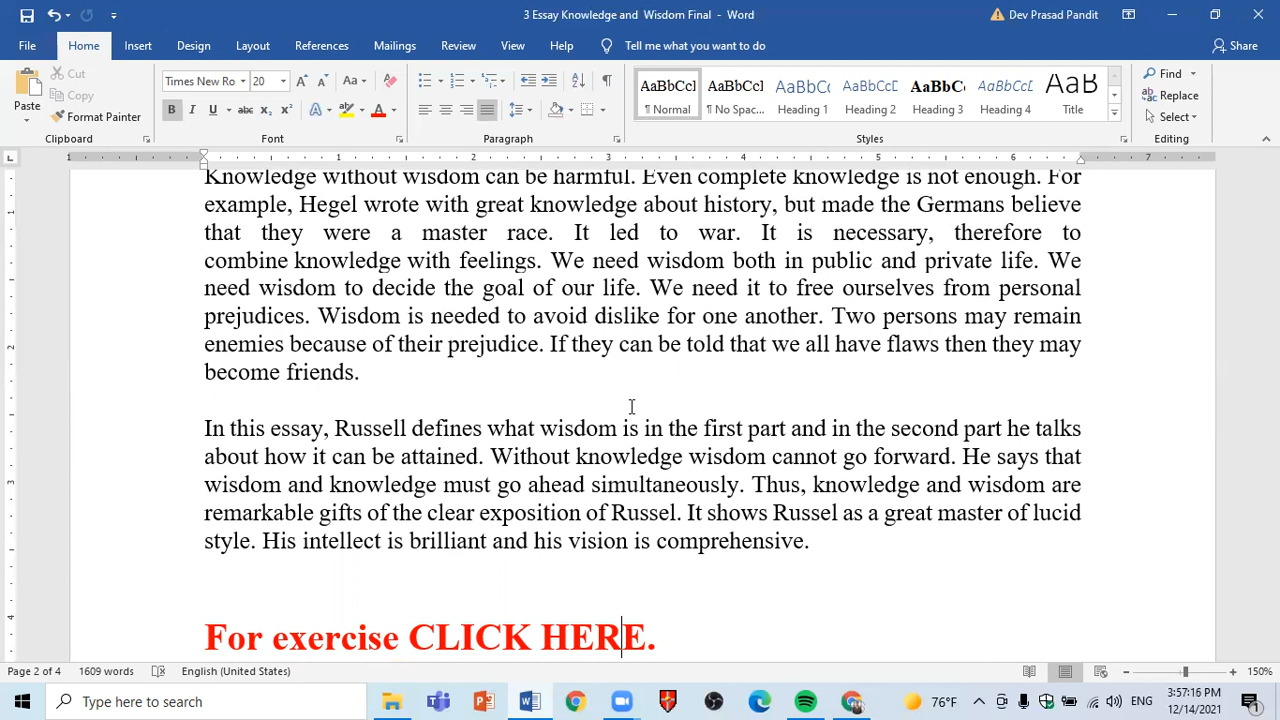 3 Essay Knowledge and Wisdom Final - Word
Dev Prasad Pandit
File Home Insert Design Layout References Mailings Review View Help Tell me what you want to do Share
Paste
Cut
Copy
Format Painter
Clipboard
Times New Ro 20
Font
Paragraph
AaBbCcI ¶ Normal
AaBbCc ¶ No Spac...
AaBbCc Heading 1
AaBbCc Heading 2
AaBbCc Heading 3
AaBbCc Heading 4
AaB Title
Styles
Find
Replace
Select
Editing
Knowledge without wisdom can be harmful. Even complete knowledge is not enough. For
example, Hegel wrote with great knowledge about history, but made the Germans believe
that they were a master race. It led to war. It is necessary, therefore to
combine knowledge with feelings. We need wisdom both in public and private life. We
need wisdom to decide the goal of our life. We need it to free ourselves from personal
prejudices. Wisdom is needed to avoid dislike for one another. Two persons may remain
enemies because of their prejudice. If they can be told that we all have flaws then they may
become friends.
In this essay, Russell defines what wisdom is in the first part and in the second part he talks
about how it can be attained. Without knowledge wisdom cannot go forward. He says that
wisdom and knowledge must go ahead simultaneously. Thus, knowledge and wisdom are
remarkable gifts of the clear exposition of Russel. It shows Russel as a great master of lucid
style. His intellect is brilliant and his vision is comprehensive.
For exercise CLICK HERE.
Page 2 of 4 1609 words English (United States) 150%
Type here to search
76°F
ENG
3:57:16 PM
12/14/2021